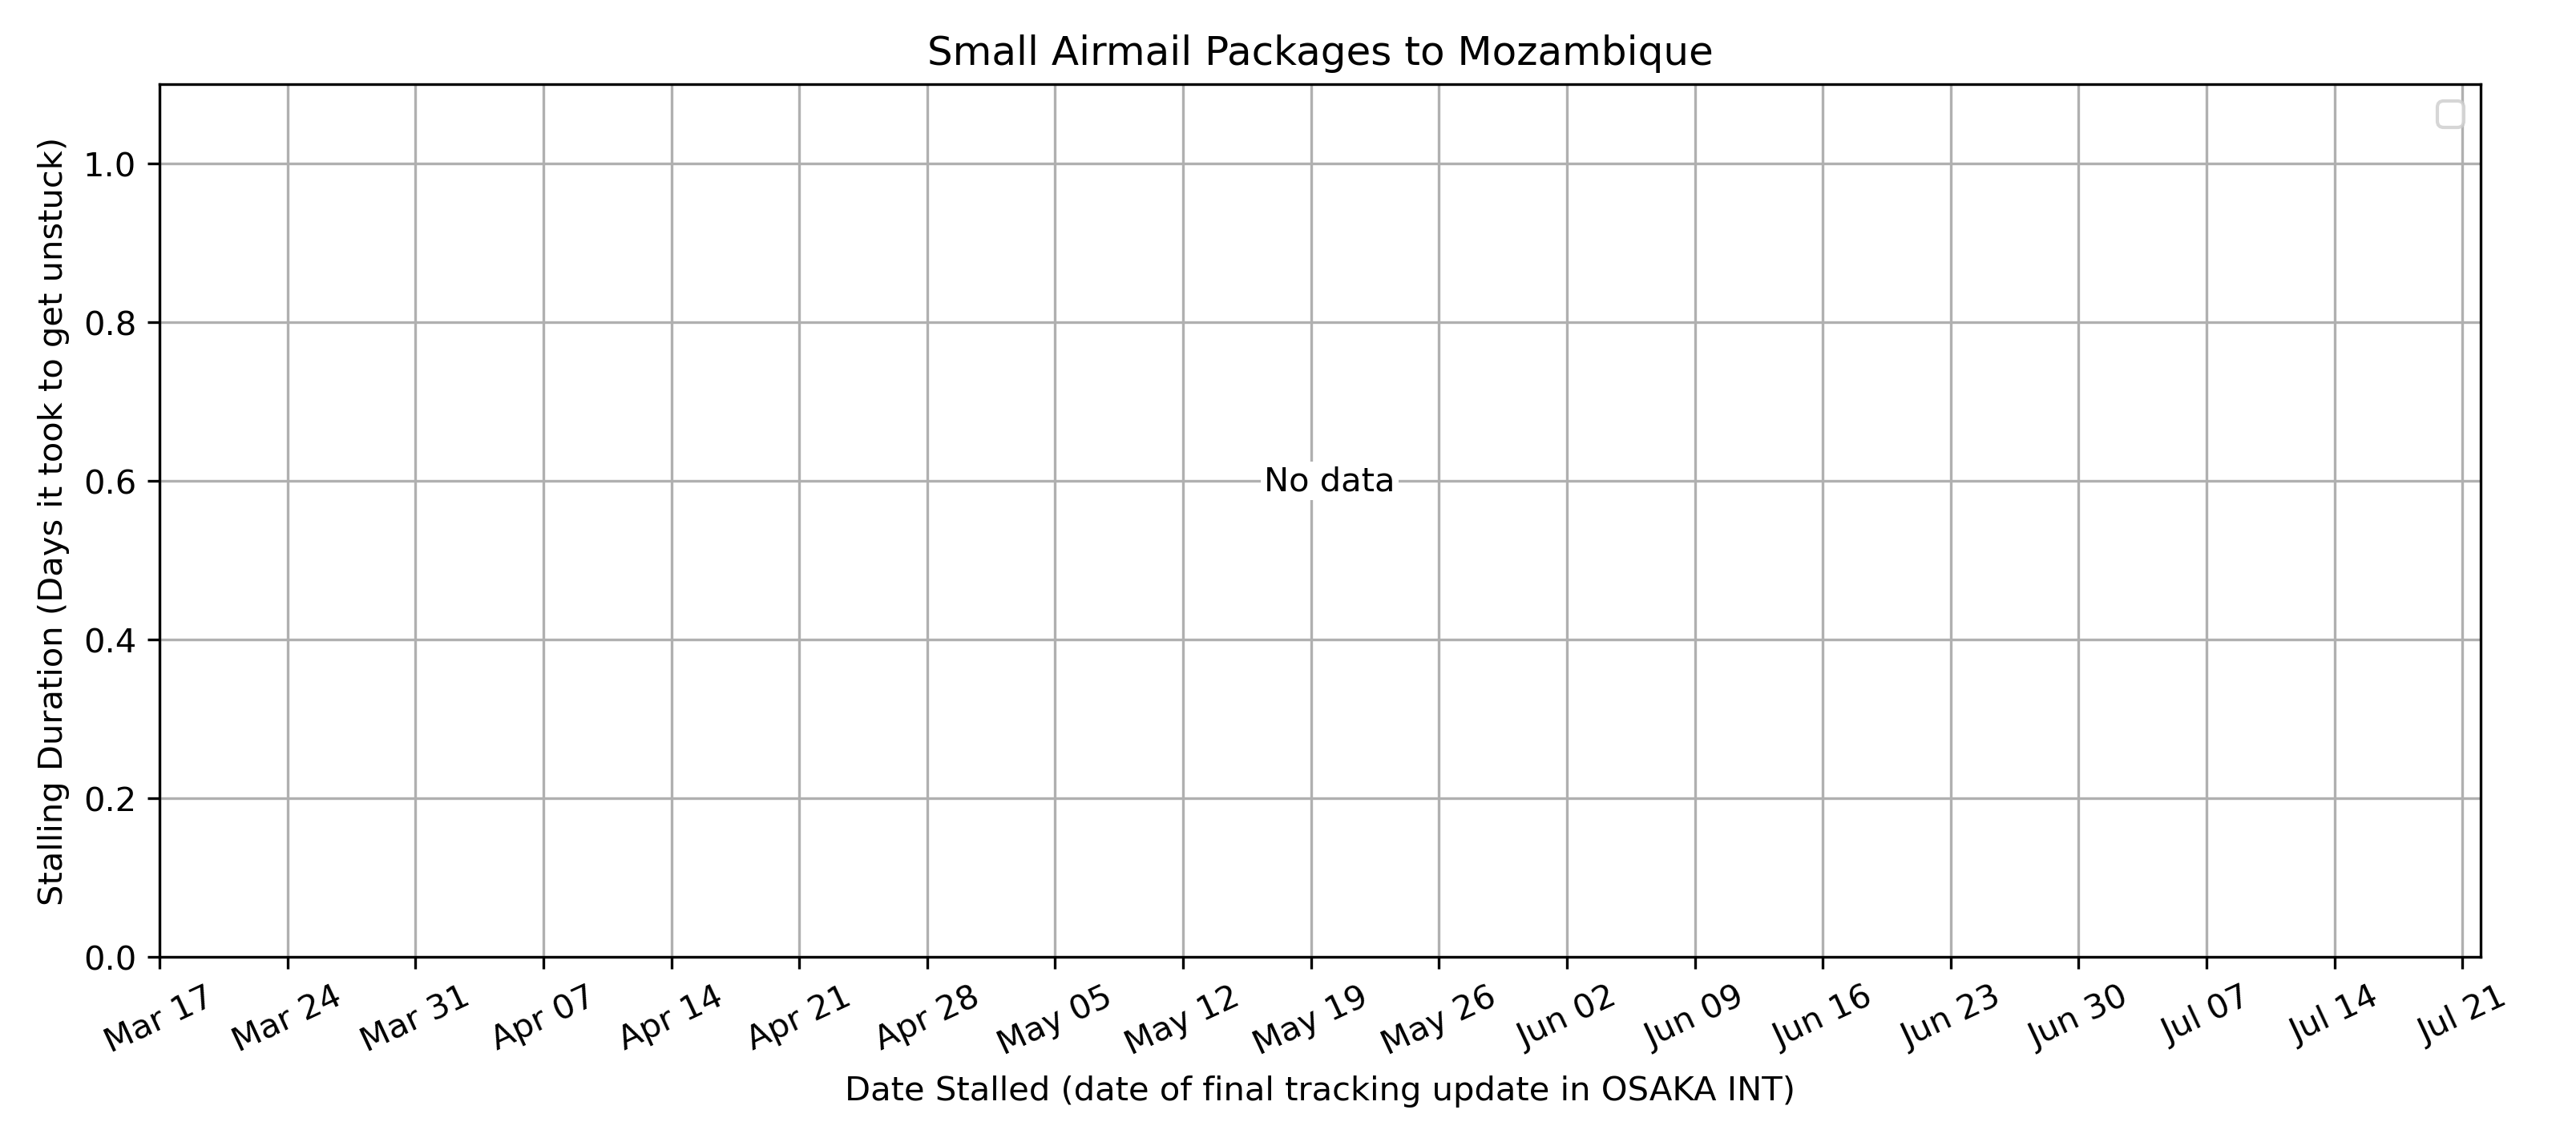 Small Airmail Packages to Mozambique
Stalling Duration (Days it took to get unstuck)
1.0
0.8
0.6
0.4
0.2
0.0
No data
Mar 17 Mar 24 Mar 31 Apr 07 Apr 14 Apr 21 Apr 28 May 05 May 12 May 19 May 26 Jun 02 Jun 09 Jun 16 Jun 23 Jun 30 Jul 07 Jul 14 Jul 21
Date Stalled (date of final tracking update in OSAKA INT)